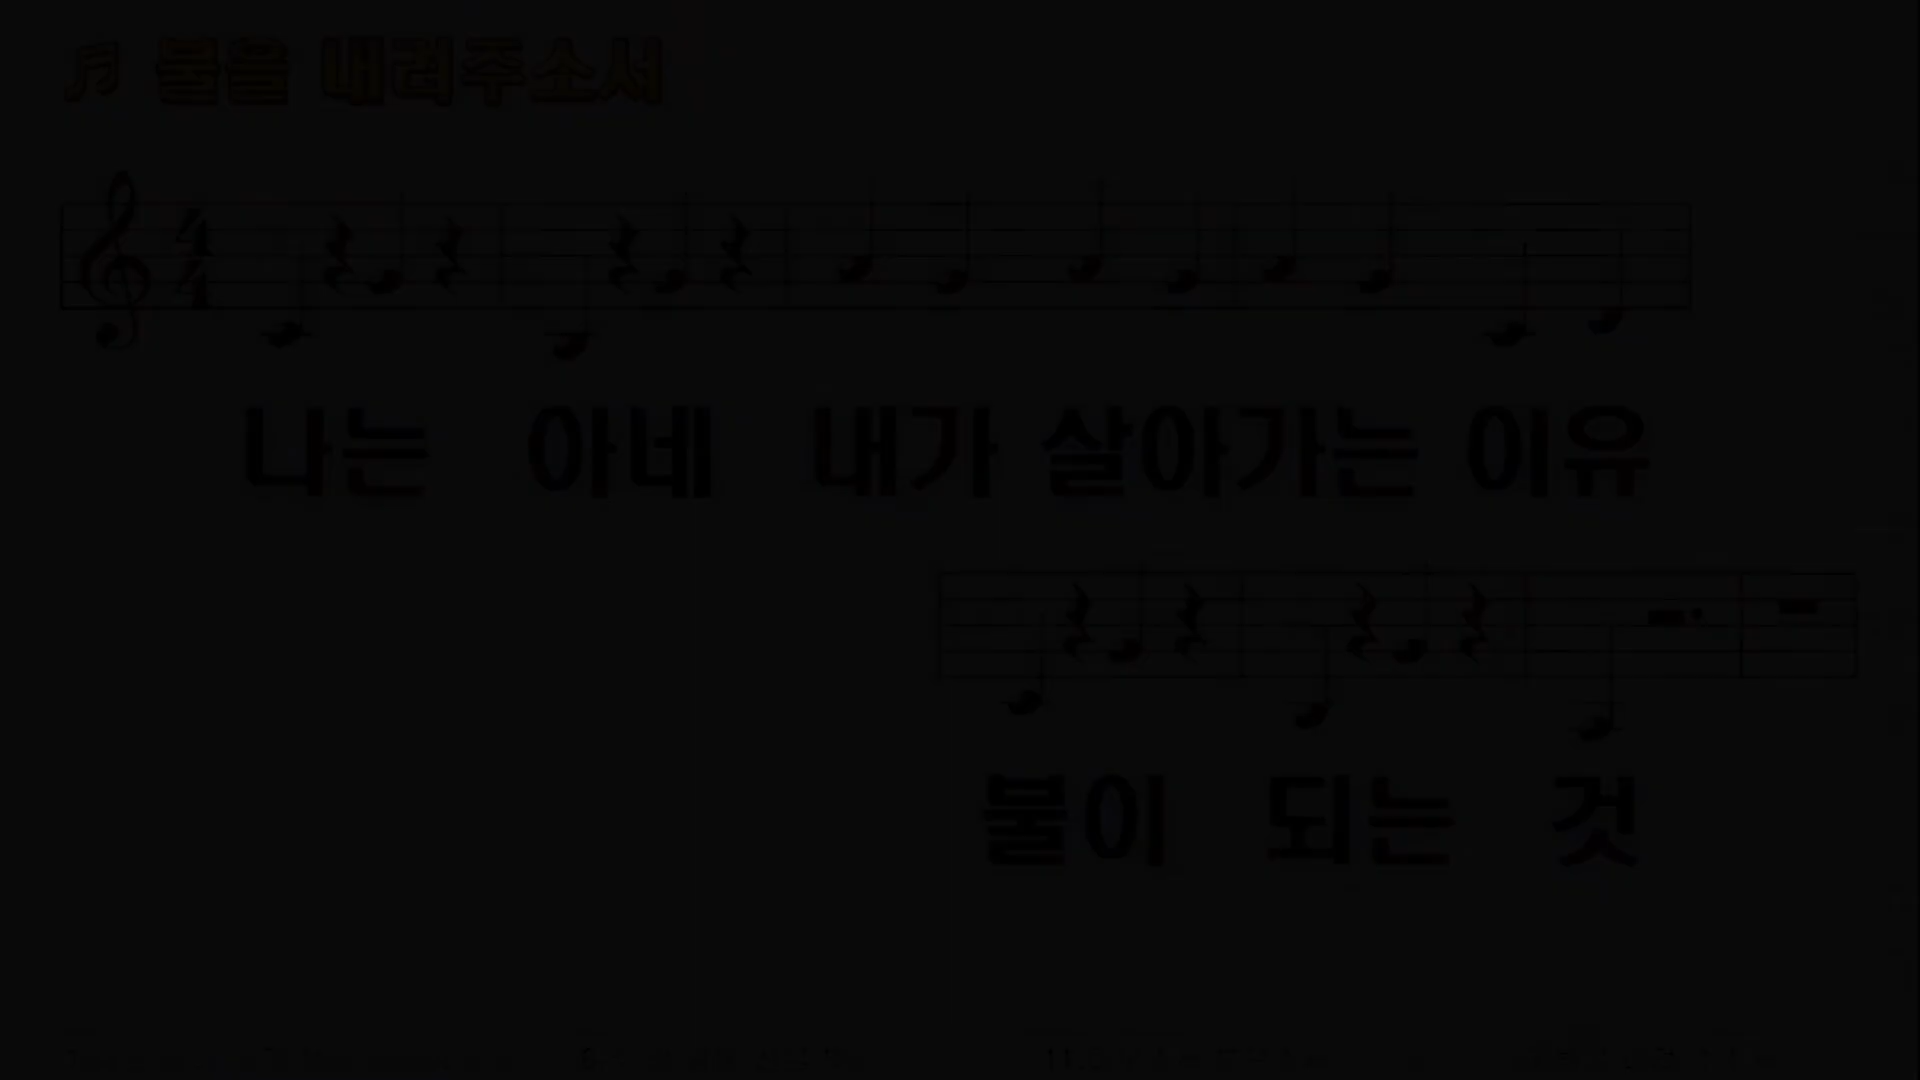 ♬ 불을 내려주소서
나는 아네 내가 살아가는 이유
불이 되는 것